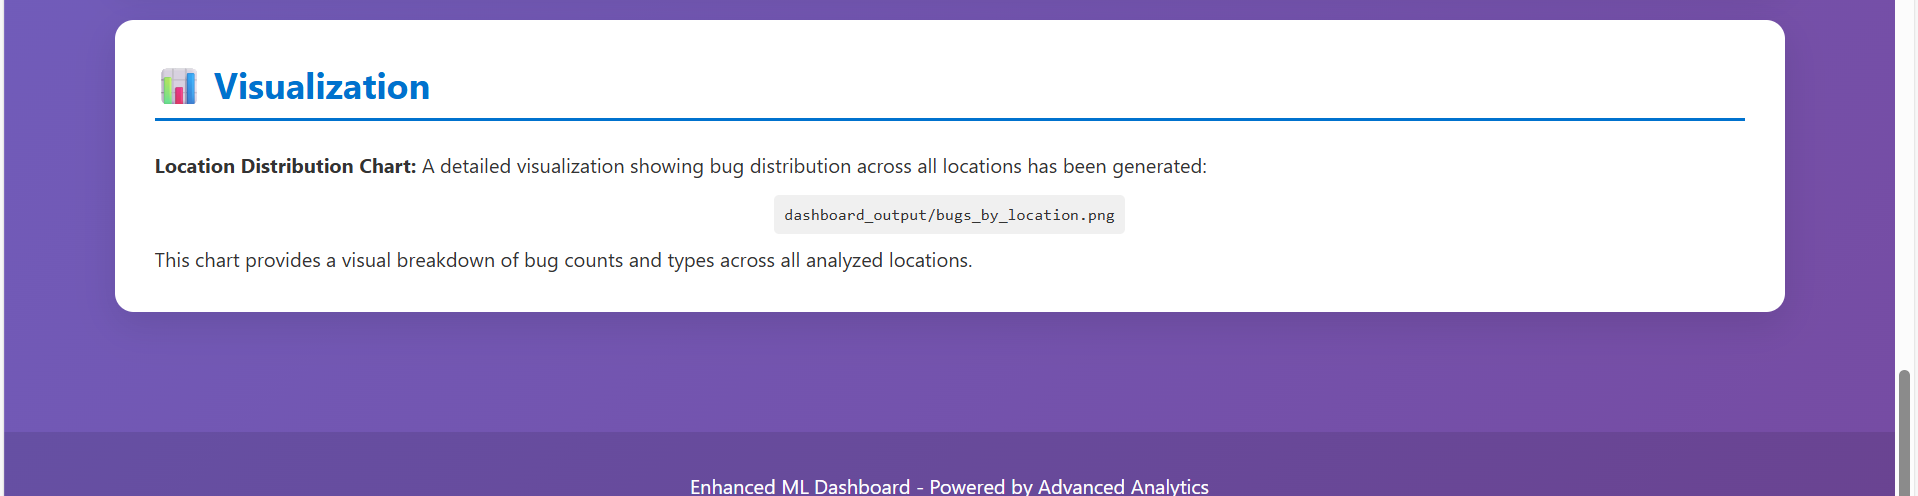 Visualization
Location Distribution Chart: A detailed visualization showing bug distribution across all locations has been generated:
dashboard_output/bugs_by_location.png
This chart provides a visual breakdown of bug counts and types across all analyzed locations.
Enhanced ML Dashboard - Powered by Advanced Analytics